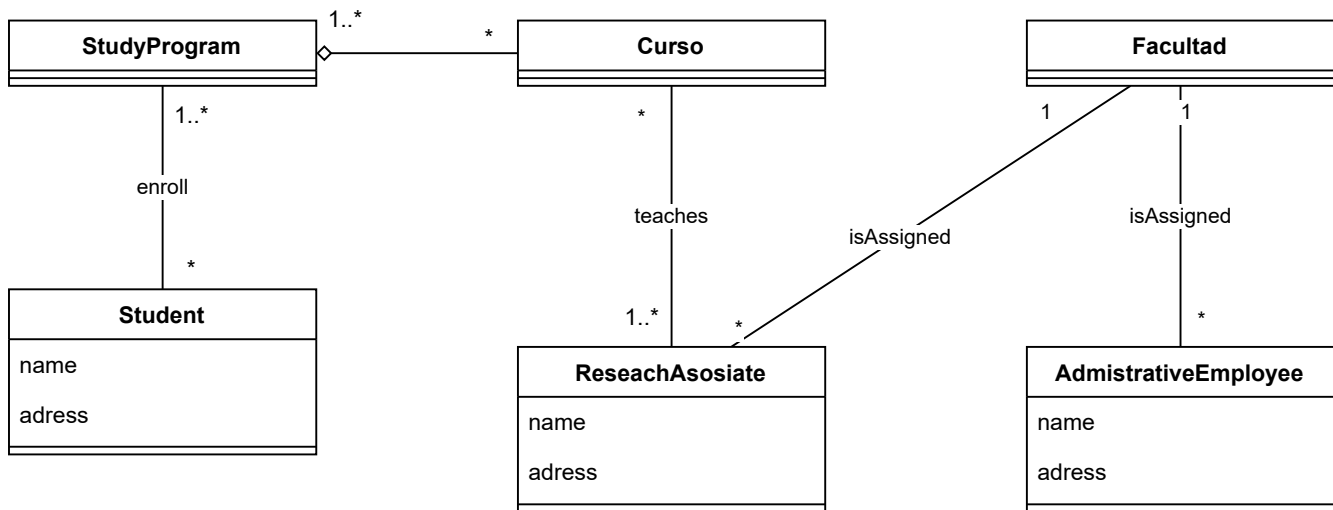 StudyProgram
1..*
*
Curso
Facultad
1..*
enroll
*
*
teaches
1..*
1
isAssigned
*
1
isAssigned
*
Student
name
adress
ReseachAsosiate
name
adress
AdmistrativeEmployee
name
adress